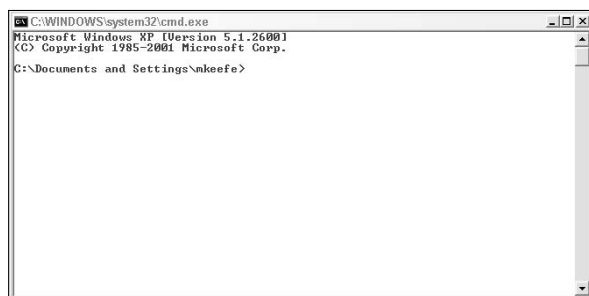 C:\WINDOWS\system32\cmd.exe
Microsoft Windows XP [Version 5.1.2600]
(C) Copyright 1985-2001 Microsoft Corp.
C:\Documents and Settings\mkeefe>